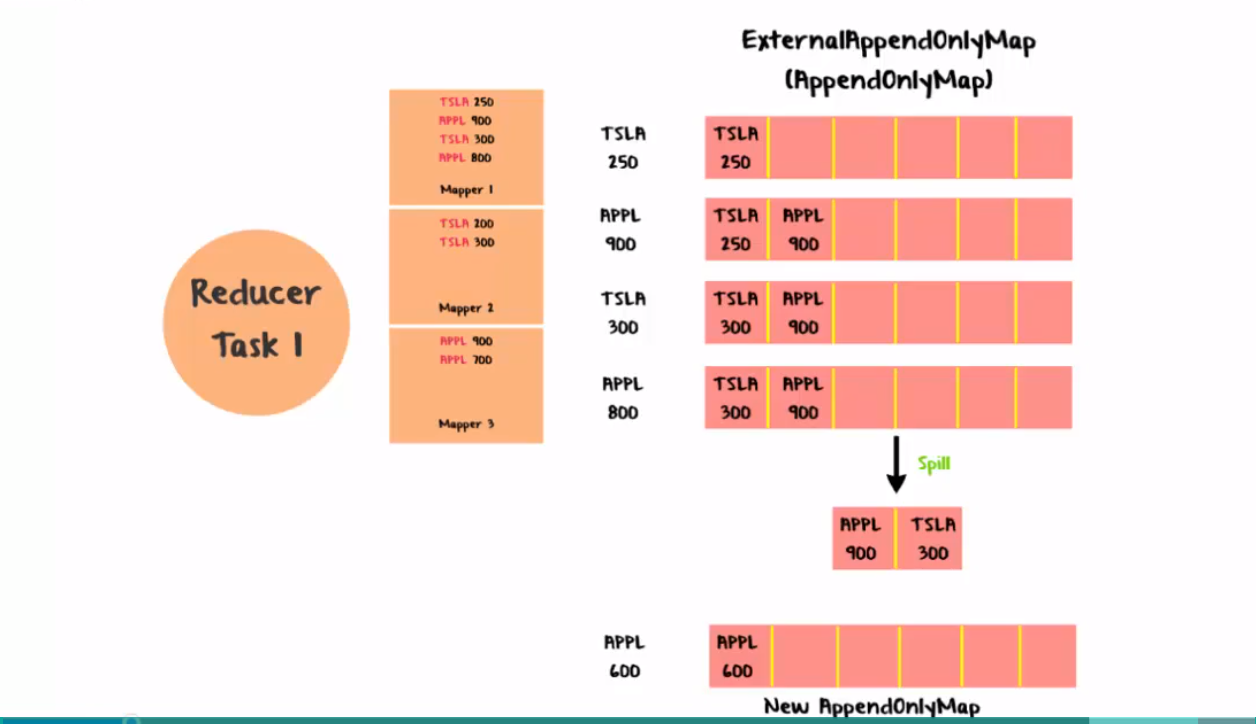 ExternalAppendOnlyMap
(AppendOnlyMap)
Reducer
Task 1
TSLA 250
APPL 900
TSLA 300
APPL 800
Mapper 1
TSLA 200
TSLA 300
Mapper 2
APPL 900
APPL 700
Mapper 3
TSLA
250
TSLA
250
APPL
900
TSLA APPL
250 900
TSLA
300
TSLA APPL
300 900
APPL
800
TSLA APPL
300 900
Spill
APPL TSLA
900 300
APPL
600
APPL
600
New AppendOnlyMap